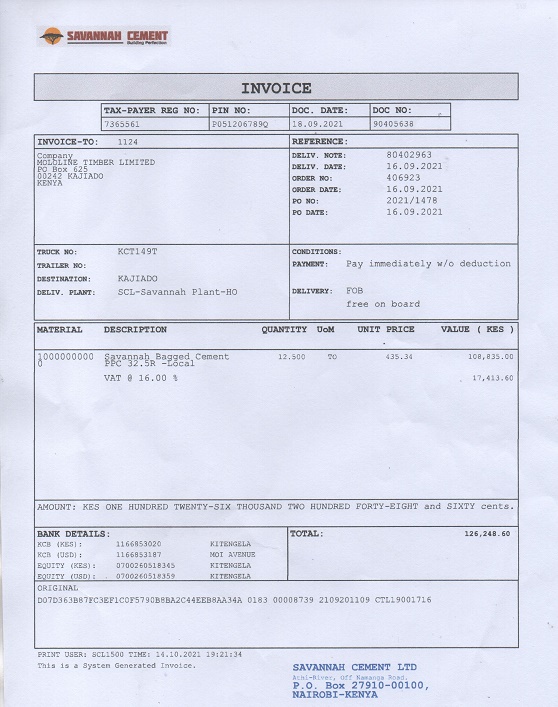 SAVANNAH CEMENT
Building Perfection
INVOICE
TAX-PAYER REG NO: PIN NO: DOC. DATE: DOC NO:
7365561 P051206789Q 18.09.2021 90405638
INVOICE-TO: 1124
Company
MOLOLINE TIMBER LIMITED
PO Box 625
00242 KAJIADO
KENYA
REFERENCE:
DELIV. NOTE: 80402963
DELIV. DATE: 16.09.2021
ORDER NO: 406923
ORDER DATE: 16.09.2021
PO NO: 2021/1478
PO DATE: 16.09.2021
TRUCK NO: KCT149T
TRAILER NO:
DESTINATION: KAJIADO
DELIV. PLANT: SCL-Savannah Plant-HO
CONDITIONS:
PAYMENT: Pay immediately w/o deduction
DELIVERY: FOB
free on board
MATERIAL DESCRIPTION QUANTITY UoM UNIT PRICE VALUE ( KES )
1000000000 Savannah Bagged Cement 12.500 TO 435.34 108,835.00
0 PPC 32.5R -Local
VAT @ 16.00 % 17,413.60
AMOUNT: KES ONE HUNDRED TWENTY-SIX THOUSAND TWO HUNDRED FORTY-EIGHT and SIXTY cents.
BANK DETAILS:
KCB (KES): 1166853020 KITENGELA
KCB (USD): 1166853187 MOI AVENUE
EQUITY (KES): 0700260518345 KITENGELA
EQUITY (USD): 0700260518359 KITENGELA
TOTAL: 126,248.60
ORIGINAL
D07D363B87FC3EF1C0F5790B8BA2C44EEB8AA34A 0183 00008739 2109201109 CTL19001716
PRINT USER: SCL1500 TIME: 14.10.2021 19:21:34
This is a System Generated Invoice.
SAVANNAH CEMENT LTD
Athi-River, Off Namanga Road.
P.O. Box 27910-00100,
NAIROBI-KENYA